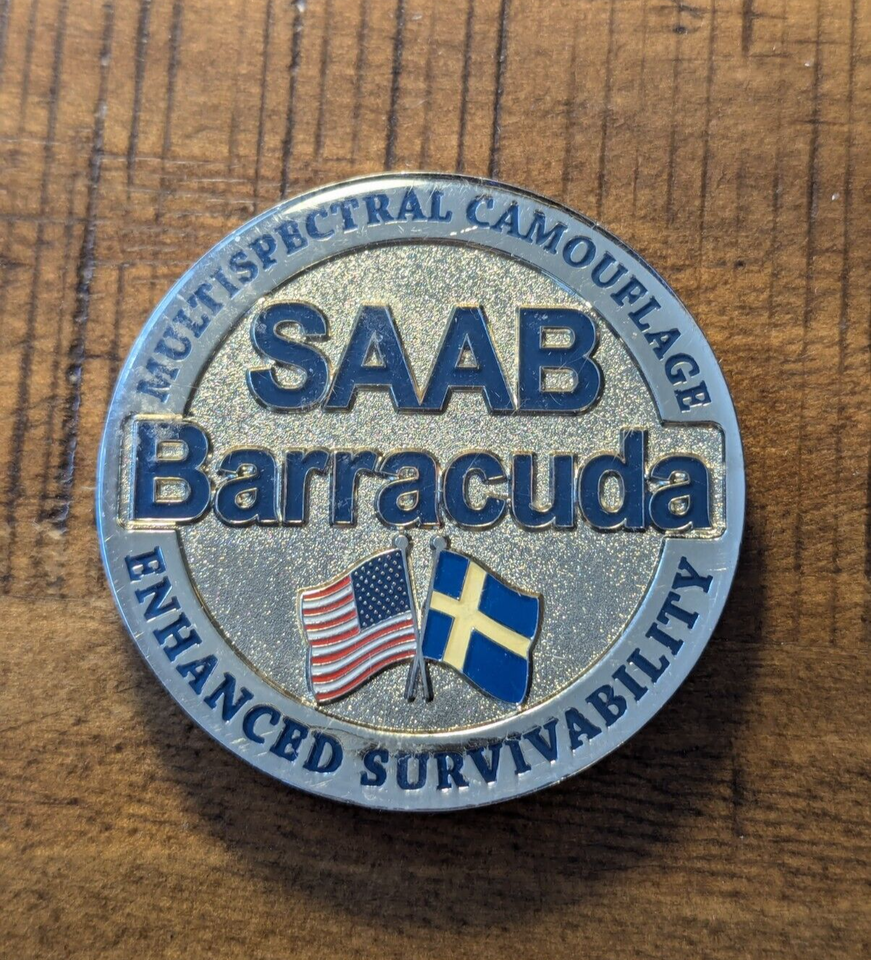 MULTISPECTRAL CAMOUFLAGE
SAAB
Barracuda
ENHANCED SURVIVABILITY